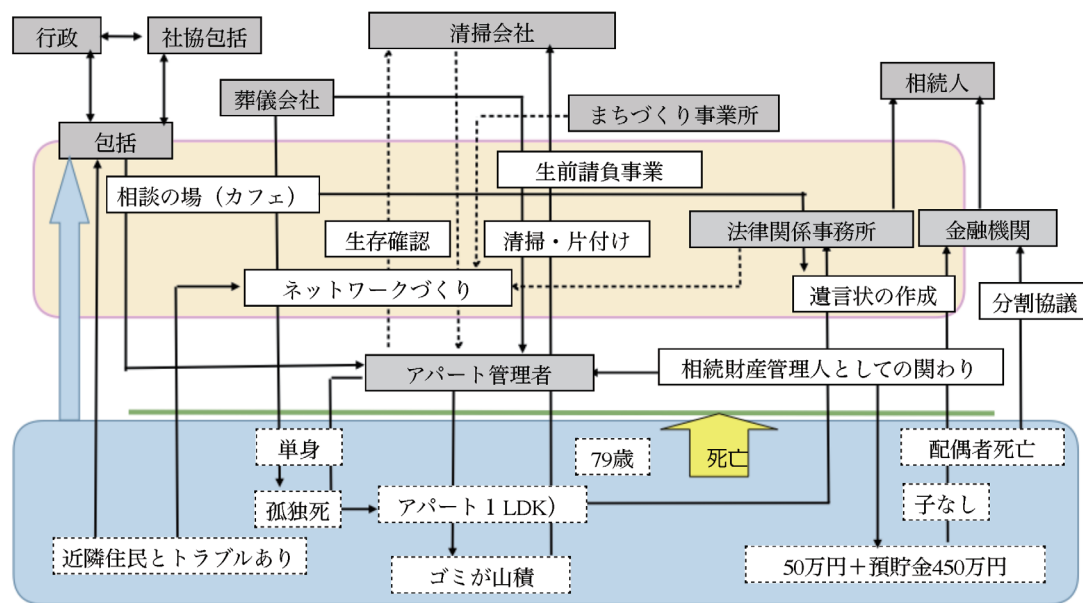 行政
社協包括
清掃会社
相続人
葬儀会社
まちづくり事業所
包括
生前請負事業
相談の場（カフェ）
法律関係事務所
金融機関
生存確認
清掃・片付け
ネットワークづくり
遺言状の作成
分割協議
アパート管理者
相続財産管理人としての関わり
単身
79歳
死亡
配偶者死亡
孤独死
アパート１LDK）
子なし
近隣住民とトラブルあり
ゴミが山積
50万円＋預貯金450万円